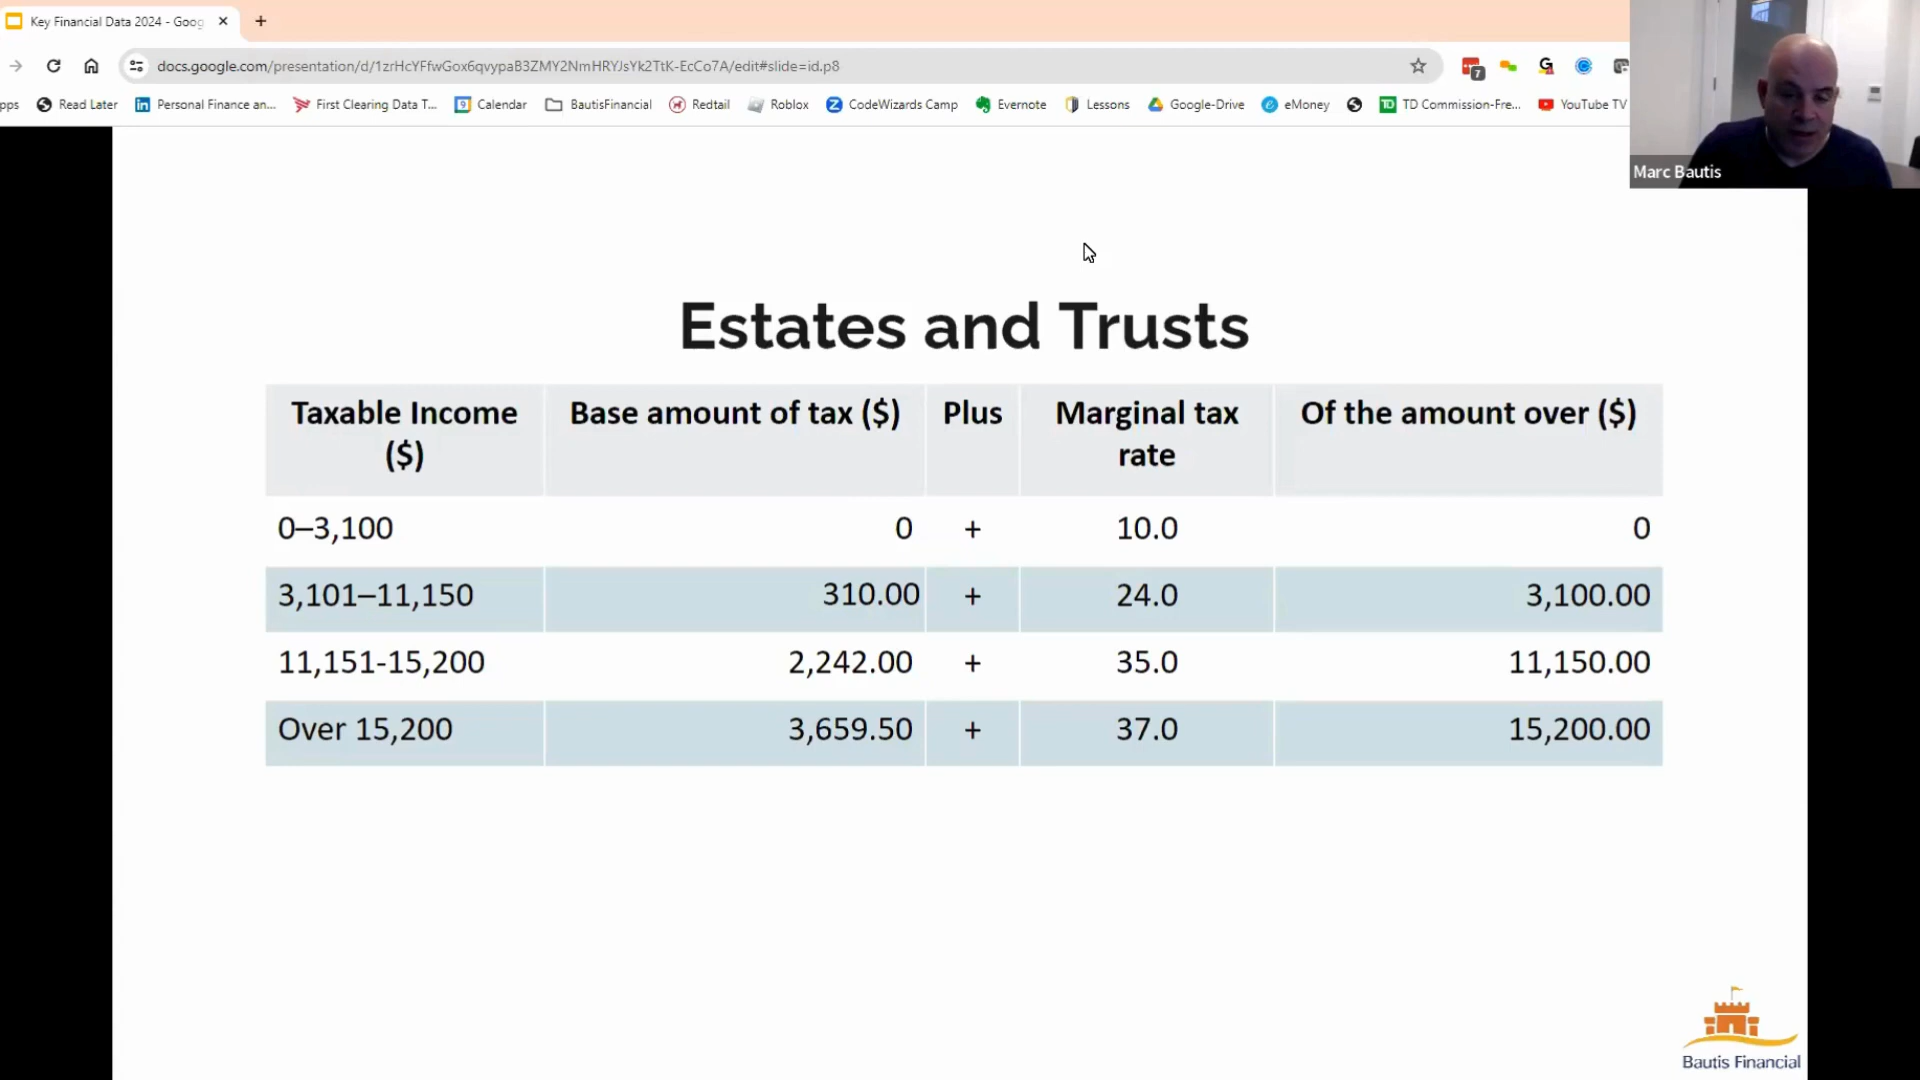 Key Financial Data 2024 - Goog
docs.google.com/presentation/d/1zrHcYFfwGox6qvypaB3ZMY2NmHRYJsYk2TtK-EcCo7A/edit#slide=id.p8
7
pps Read Later Personal Finance an... First Clearing Data T... Calendar BautisFinancial Redtail Roblox CodeWizards Camp Evernote Lessons Google-Drive eMoney TD Commission-Fre... YouTube TV
Marc Bautis
Estates and Trusts
Taxable Income ($) Base amount of tax ($) Plus Marginal tax rate Of the amount over ($)
0–3,100 0 + 10.0 0
3,101–11,150 310.00 + 24.0 3,100.00
11,151-15,200 2,242.00 + 35.0 11,150.00
Over 15,200 3,659.50 + 37.0 15,200.00
Bautis Financial